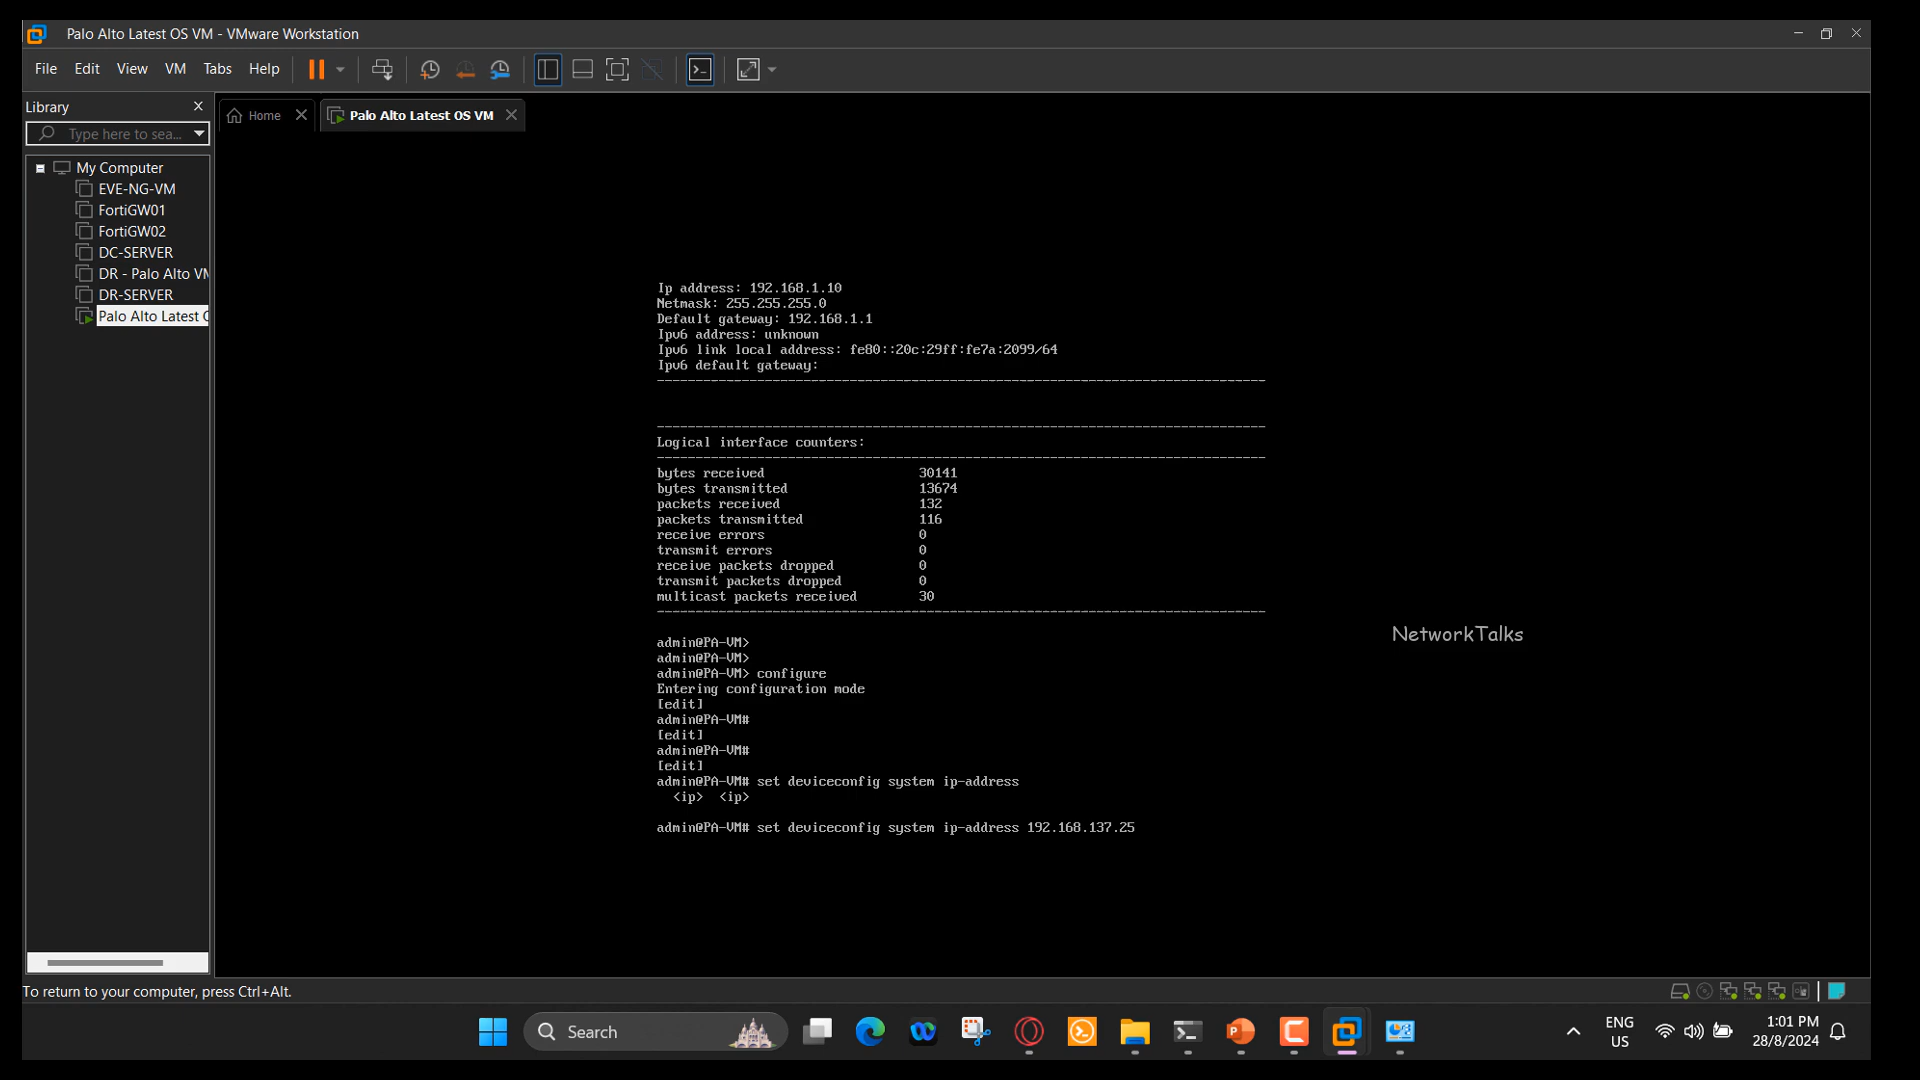 Palo Alto Latest OS VM - VMware Workstation
File Edit View VM Tabs Help
Library
Type here to sea...
My Computer
EVE-NG-VM
FortiGW01
FortiGW02
DC-SERVER
DR - Palo Alto VM
DR-SERVER
Palo Alto Latest O
Home
Palo Alto Latest OS VM
Ip address: 192.168.1.10
Netmask: 255.255.255.0
Default gateway: 192.168.1.1
Ipv6 address: unknown
Ipv6 link local address: fe80::20c:29ff:fe7a:2099/64
Ipv6 default gateway:
--------------------------------------------------------------------------------
--------------------------------------------------------------------------------
Logical interface counters:
--------------------------------------------------------------------------------
bytes received 30141
bytes transmitted 13674
packets received 132
packets transmitted 116
receive errors 0
transmit errors 0
receive packets dropped 0
transmit packets dropped 0
multicast packets received 30
--------------------------------------------------------------------------------
admin@PA-VM>
admin@PA-VM>
admin@PA-VM> configure
Entering configuration mode
[edit]
admin@PA-VM#
[edit]
admin@PA-VM#
[edit]
admin@PA-VM# set deviceconfig system ip-address
<ip> <ip>
admin@PA-VM# set deviceconfig system ip-address 192.168.137.25
NetworkTalks
To return to your computer, press Ctrl+Alt.
Search
ENG
US
1:01 PM
28/8/2024